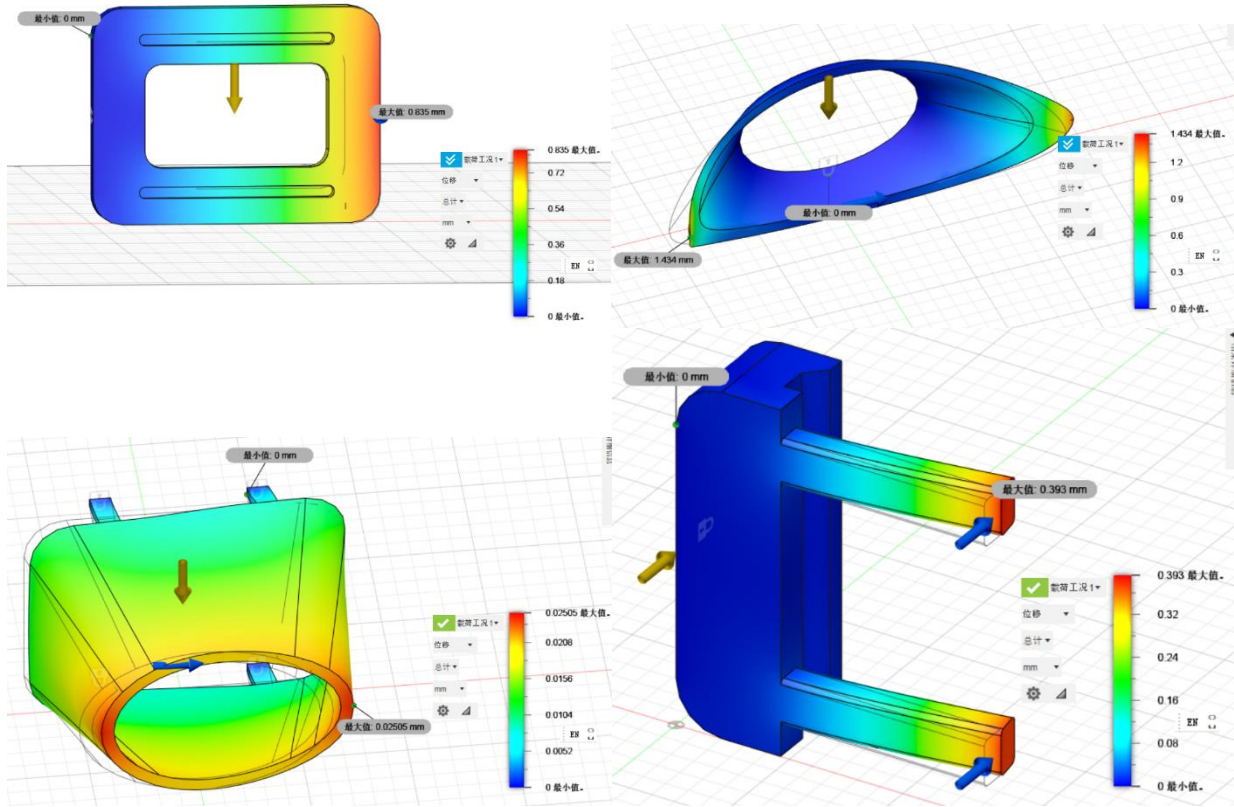 最小值: 0 mm
最大值: 0.835 mm
载荷工况 1
位移
总计
mm
0.835 最大值。
0.72
0.54
0.36
0.18
0 最小值。
EN
最小值: 0 mm
最大值: 1.434 mm
载荷工况 1
位移
总计
mm
1.434 最大值。
1.2
0.9
0.6
0.3
0 最小值。
EN
最小值: 0 mm
最大值: 0.02505 mm
载荷工况 1
位移
总计
mm
0.02505 最大值。
0.0208
0.0156
0.0104
0.0052
0 最小值。
EN
最小值: 0 mm
最大值: 0.393 mm
载荷工况 1
位移
总计
mm
0.393 最大值。
0.32
0.24
0.16
0.08
0 最小值。
EN